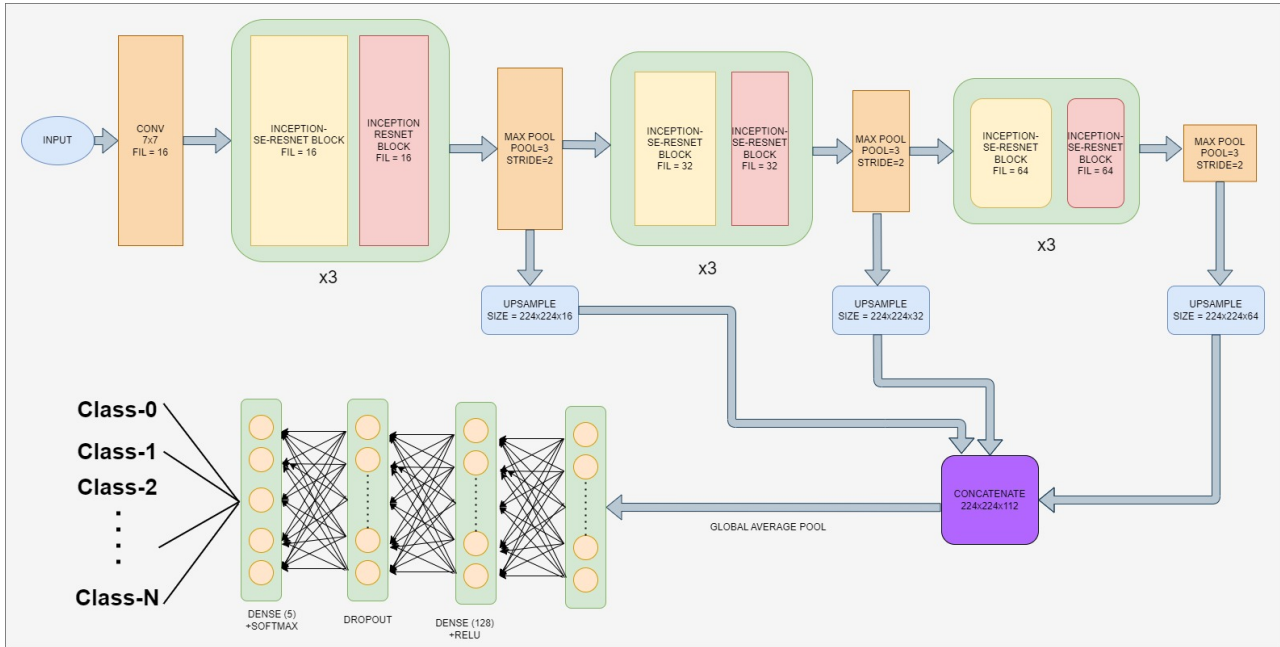 INPUT
CONV
7x7
FIL = 16
INCEPTION-
SE-RESNET BLOCK
FIL = 16
INCEPTION
RESNET
BLOCK
FIL = 16
x3
MAX POOL
POOL=3
STRIDE=2
INCEPTION-
SE-RESNET
BLOCK
FIL = 32
INCEPTION-
SE-RESNET
BLOCK
FIL = 32
x3
MAX POOL
POOL=3
STRIDE=2
INCEPTION-
SE-RESNET
BLOCK
FIL = 64
INCEPTION-
SE-RESNET
BLOCK
FIL = 64
x3
MAX POOL
POOL=3
STRIDE=2
UPSAMPLE
SIZE = 224x224x16
UPSAMPLE
SIZE = 224x224x32
UPSAMPLE
SIZE = 224x224x64
CONCATENATE
224x224x112
GLOBAL AVERAGE POOL
Class-0
Class-1
Class-2
Class-N
DENSE (5)
+SOFTMAX
DROPOUT
DENSE (128)
+RELU